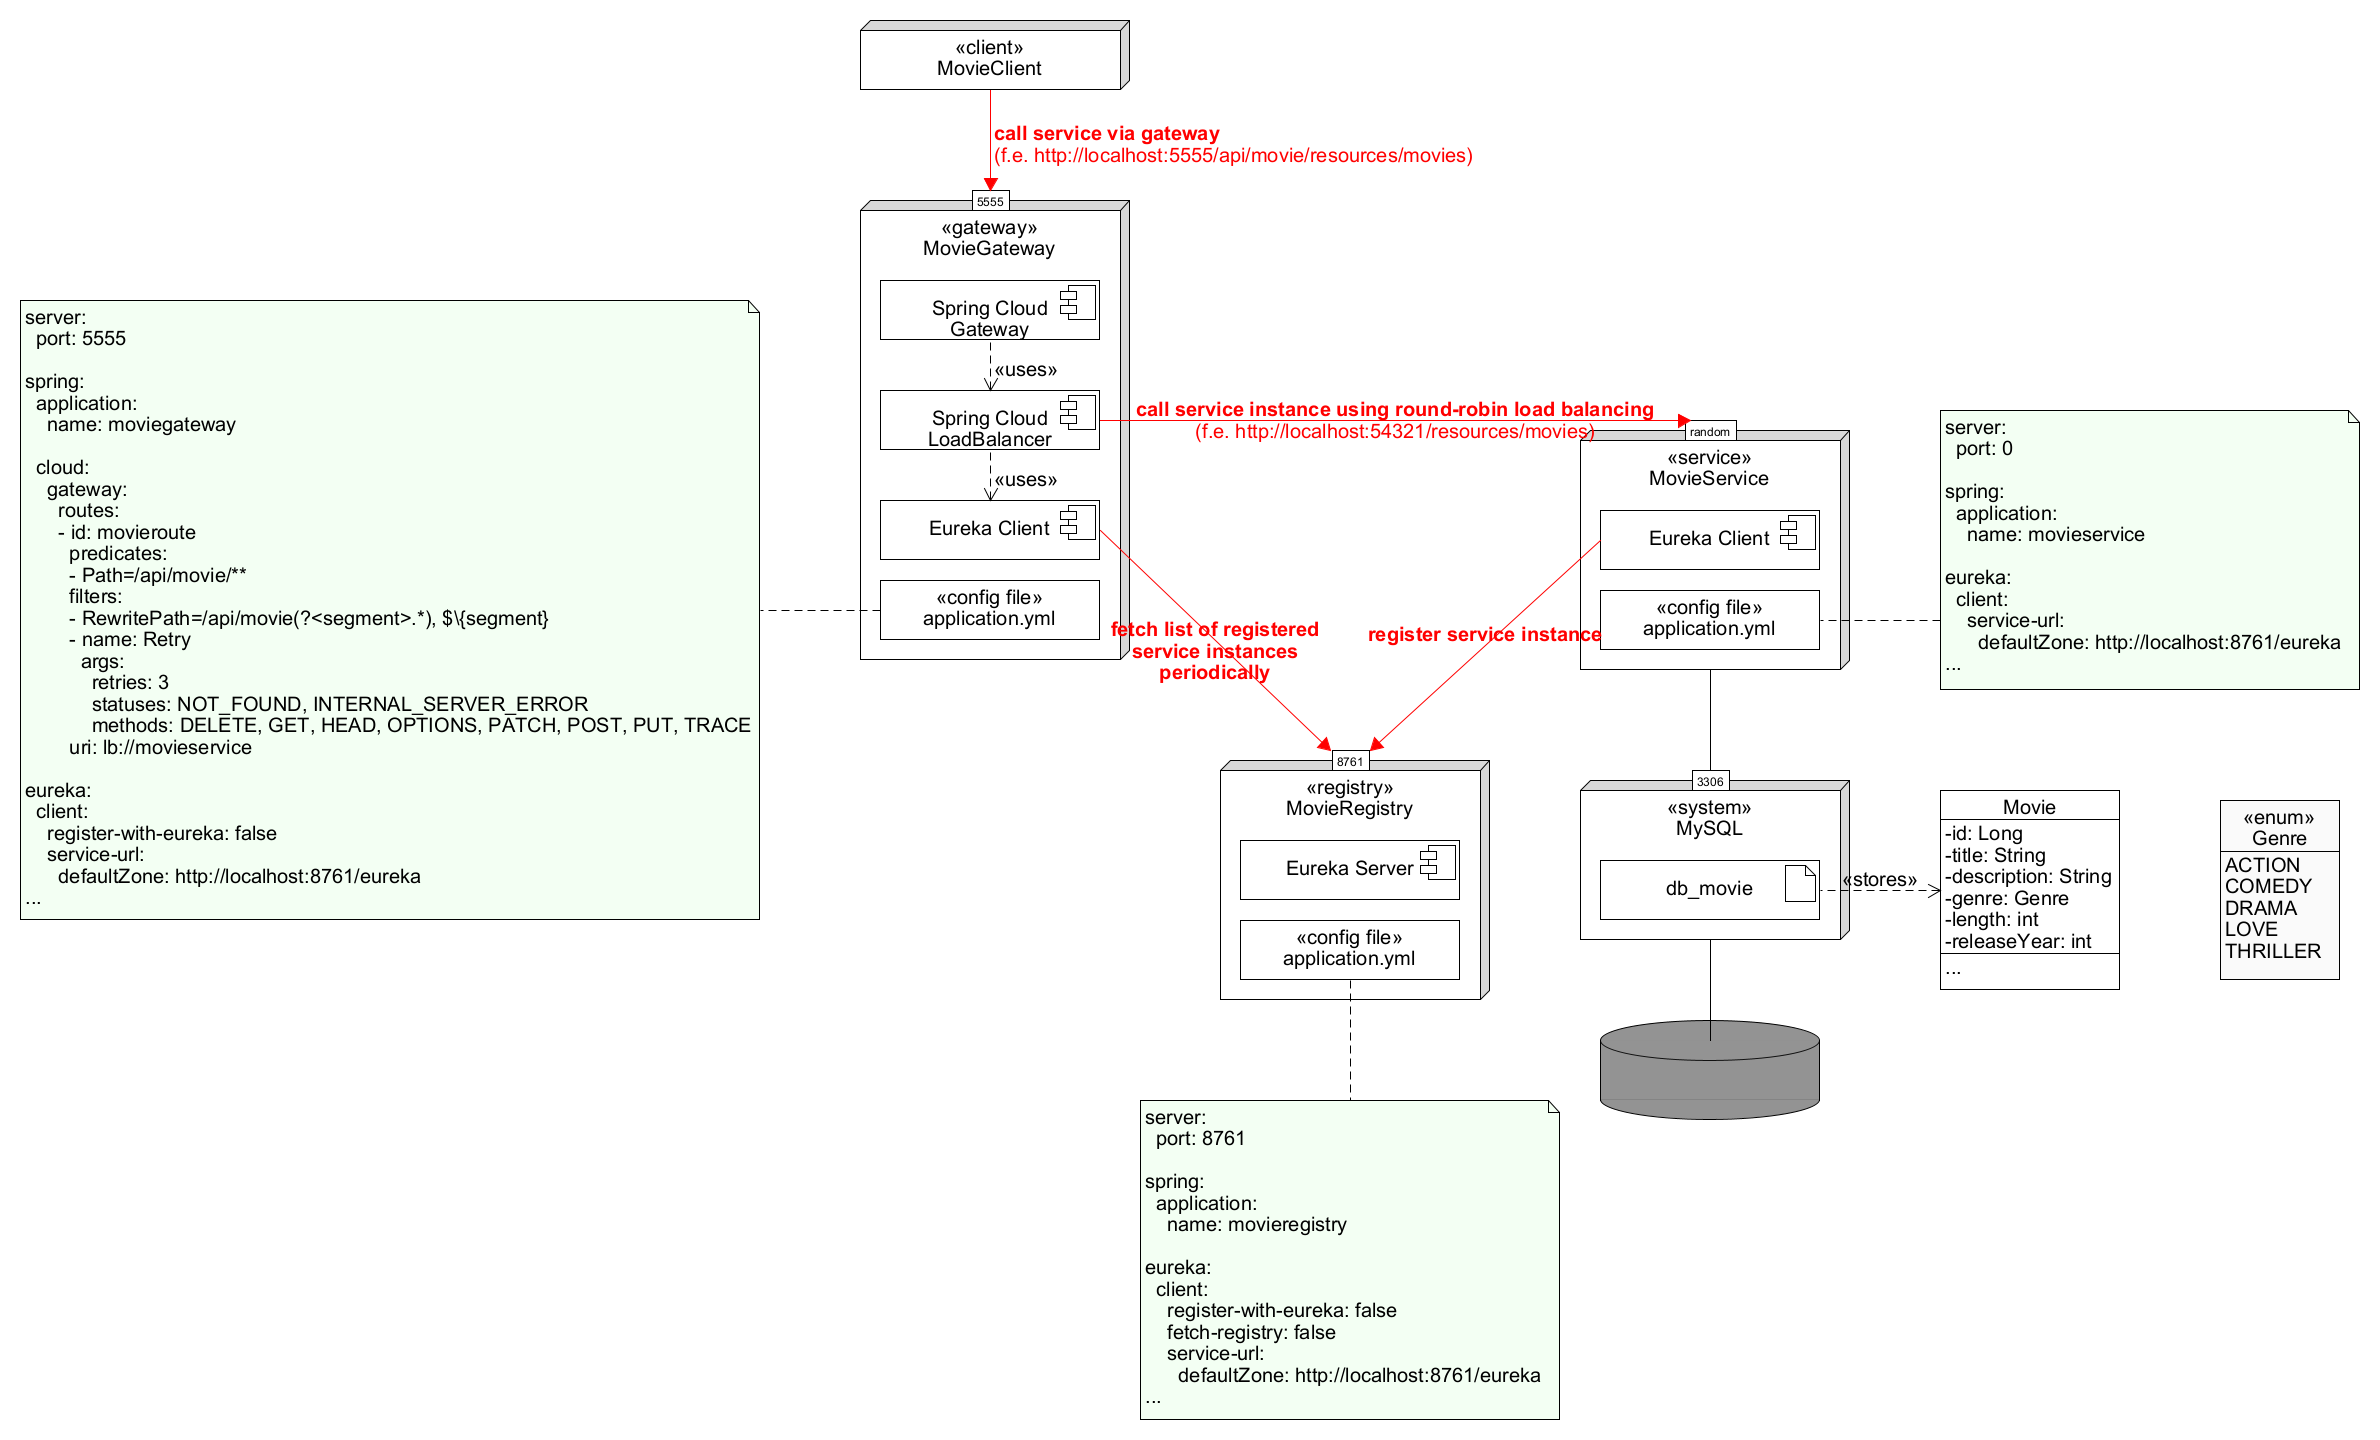 «client»
MovieClient
call service via gateway
(f.e. http://localhost:5555/api/movie/resources/movies)
5555
«gateway»
MovieGateway
Spring Cloud
Gateway
«uses»
Spring Cloud
LoadBalancer
«uses»
Eureka Client
«config file»
application.yml
server:
  port: 5555
spring:
  application:
    name: moviegateway
  cloud:
    gateway:
      routes:
      - id: movieroute
        predicates:
        - Path=/api/movie/**
        filters:
        - RewritePath=/api/movie(?<segment>.*), $\{segment}
        - name: Retry
          args:
            retries: 3
            statuses: NOT_FOUND, INTERNAL_SERVER_ERROR
            methods: DELETE, GET, HEAD, OPTIONS, PATCH, POST, PUT, TRACE
        uri: lb://movieservice
eureka:
  client:
    register-with-eureka: false
    service-url:
      defaultZone: http://localhost:8761/eureka
...
call service instance using round-robin load balancing
(f.e. http://localhost:54321/resources/movies)
random
«service»
MovieService
Eureka Client
«config file»
application.yml
server:
  port: 0
spring:
  application:
    name: movieservice
eureka:
  client:
    service-url:
      defaultZone: http://localhost:8761/eureka
...
fetch list of registered
service instances
periodically
register service instance
8761
«registry»
MovieRegistry
Eureka Server
«config file»
application.yml
3306
«system»
MySQL
db_movie
«stores»
Movie
-id: Long
-title: String
-description: String
-genre: Genre
-length: int
-releaseYear: int
...
«enum»
Genre
ACTION
COMEDY
DRAMA
LOVE
THRILLER
server:
  port: 8761
spring:
  application:
    name: movieregistry
eureka:
  client:
    register-with-eureka: false
    fetch-registry: false
    service-url:
      defaultZone: http://localhost:8761/eureka
...